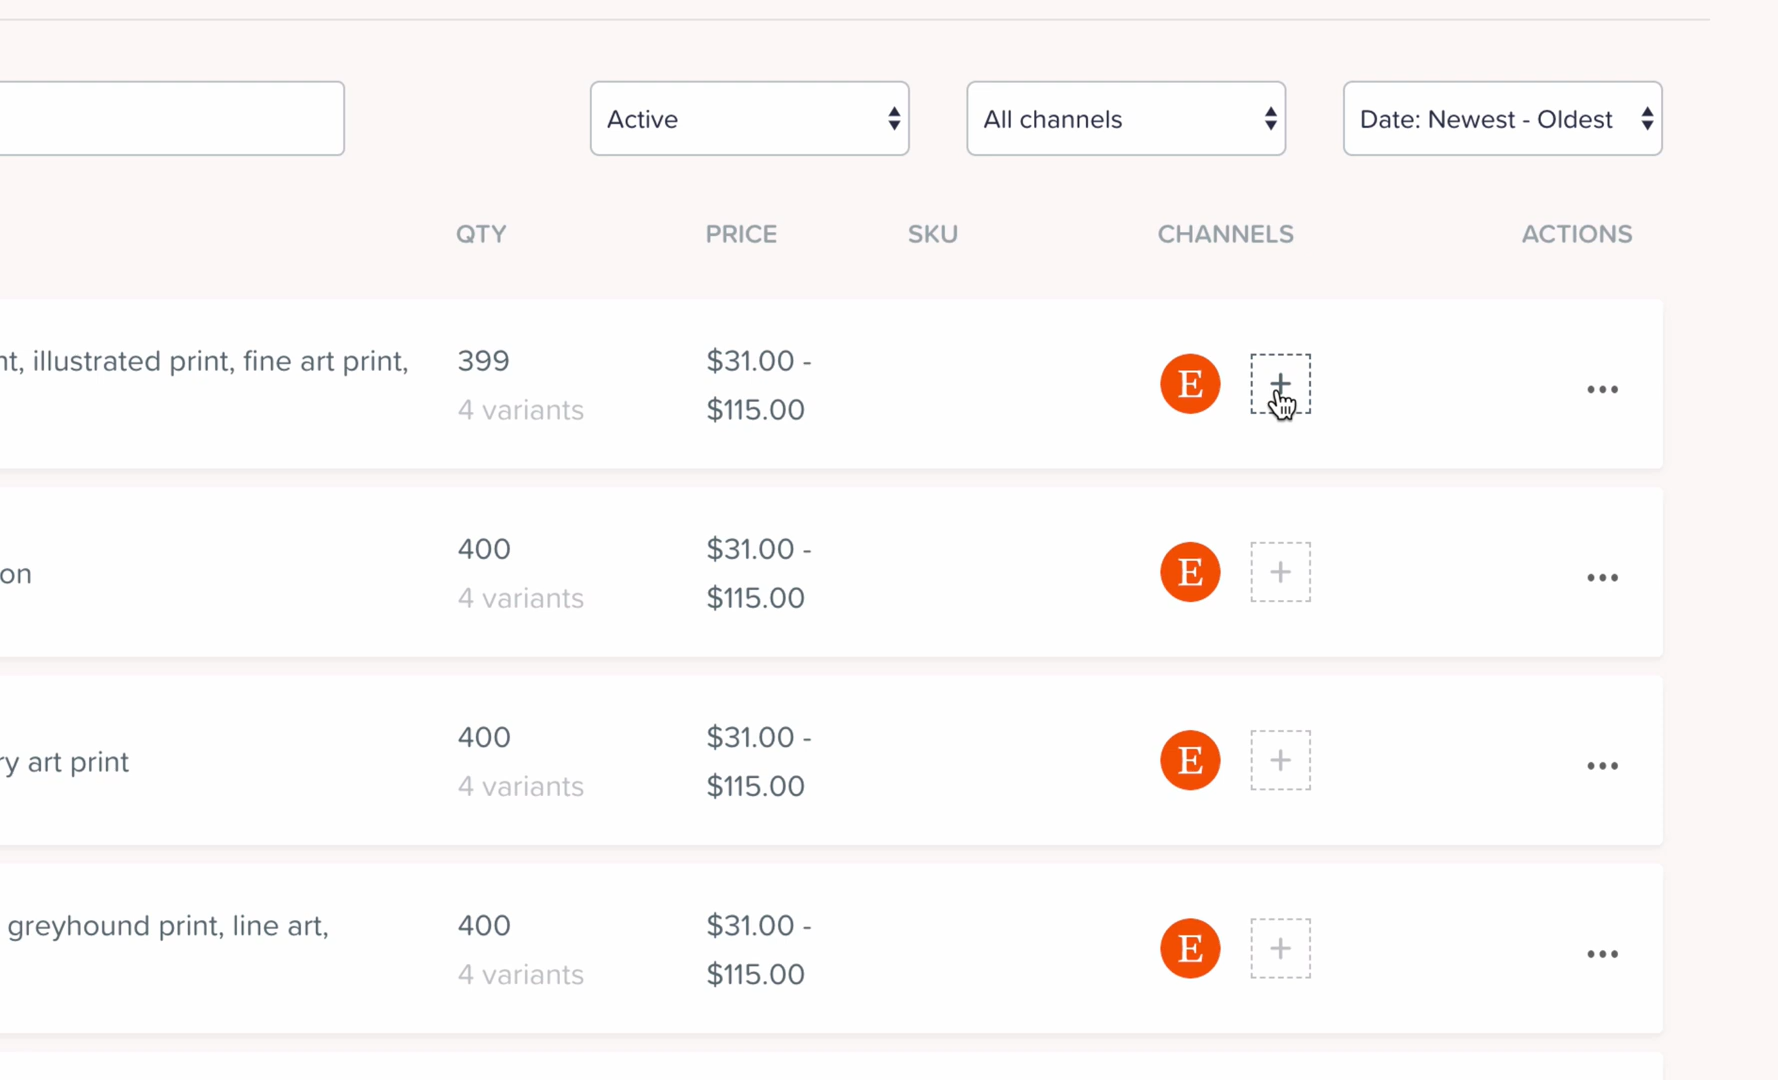 Active
All channels
Date: Newest - Oldest
QTY
PRICE
SKU
CHANNELS
ACTIONS
nt, illustrated print, fine art print,
399
4 variants
$31.00 -
$115.00
E
on
400
4 variants
$31.00 -
$115.00
E
ry art print
400
4 variants
$31.00 -
$115.00
E
greyhound print, line art,
400
4 variants
$31.00 -
$115.00
E